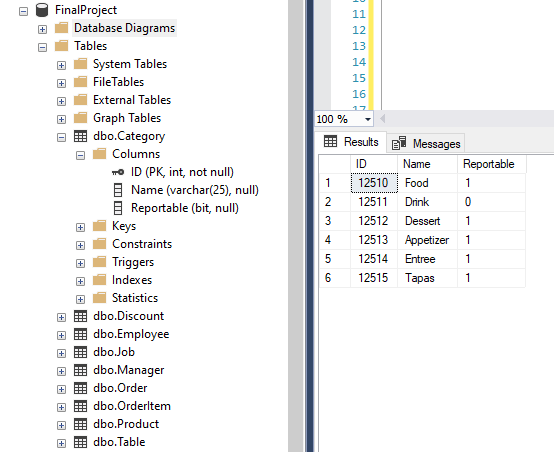 FinalProject
Database Diagrams
Tables
System Tables
FileTables
External Tables
Graph Tables
dbo.Category
Columns
ID (PK, int, not null)
Name (varchar(25), null)
Reportable (bit, null)
Keys
Constraints
Triggers
Indexes
Statistics
dbo.Discount
dbo.Employee
dbo.Job
dbo.Manager
dbo.Order
dbo.OrderItem
dbo.Product
dbo.Table
11
12
13
14
15
16
17
100 %
Results Messages
ID Name Reportable
1 12510 Food 1
2 12511 Drink 0
3 12512 Dessert 1
4 12513 Appetizer 1
5 12514 Entree 1
6 12515 Tapas 1